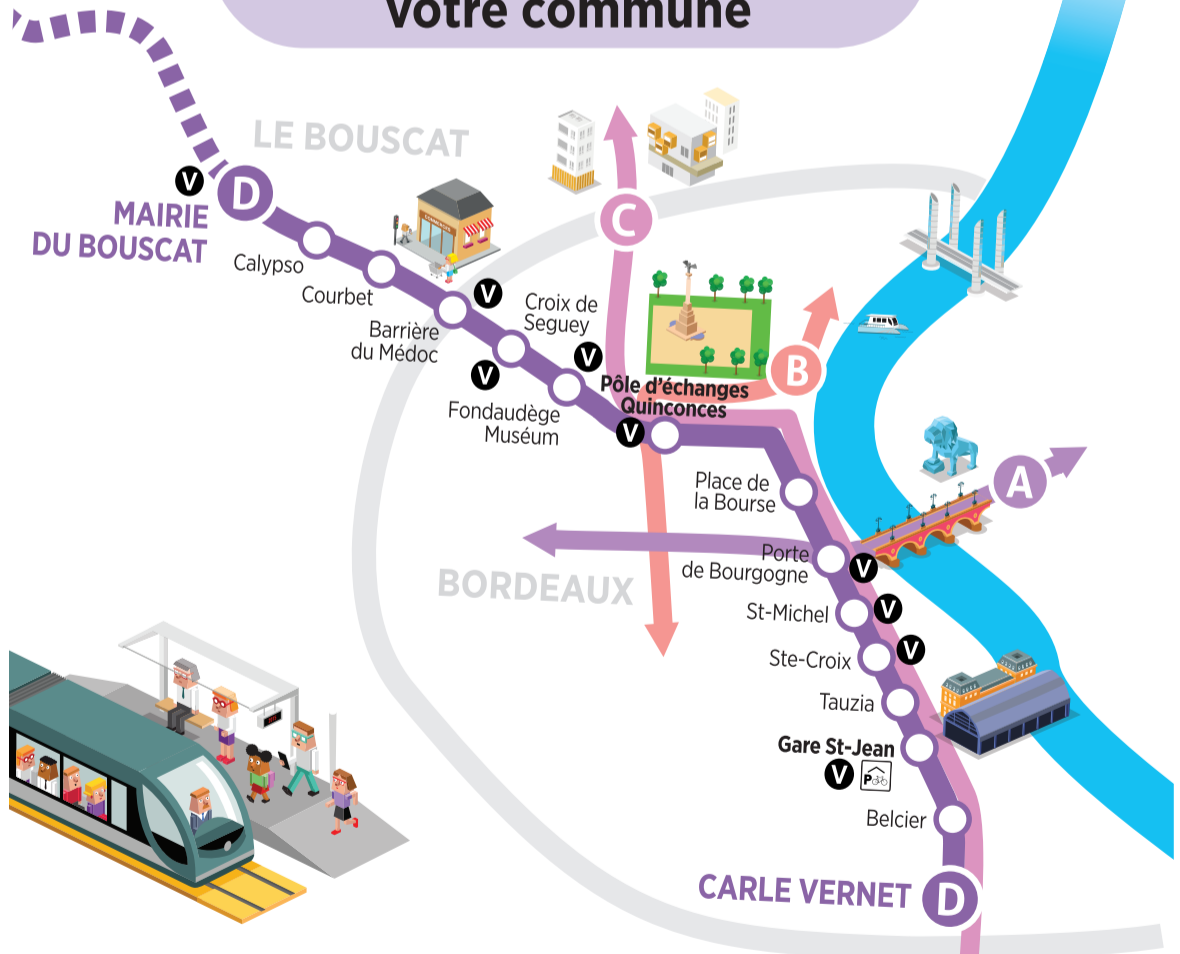 votre commune
LE BOUSCAT
V
D
MAIRIE
DU BOUSCAT
C
Calypso
Courbet
V
Barrière
du Médoc
Croix de
Seguey
V
V
Fondaudège
Muséum
B
Pôle d'échanges
Quinconces
V
Place de
la Bourse
A
Porte
de Bourgogne
V
BORDEAUX
St-Michel
V
Ste-Croix
V
Tauzia
Gare St-Jean
V
P
Belcier
CARLE VERNET
D